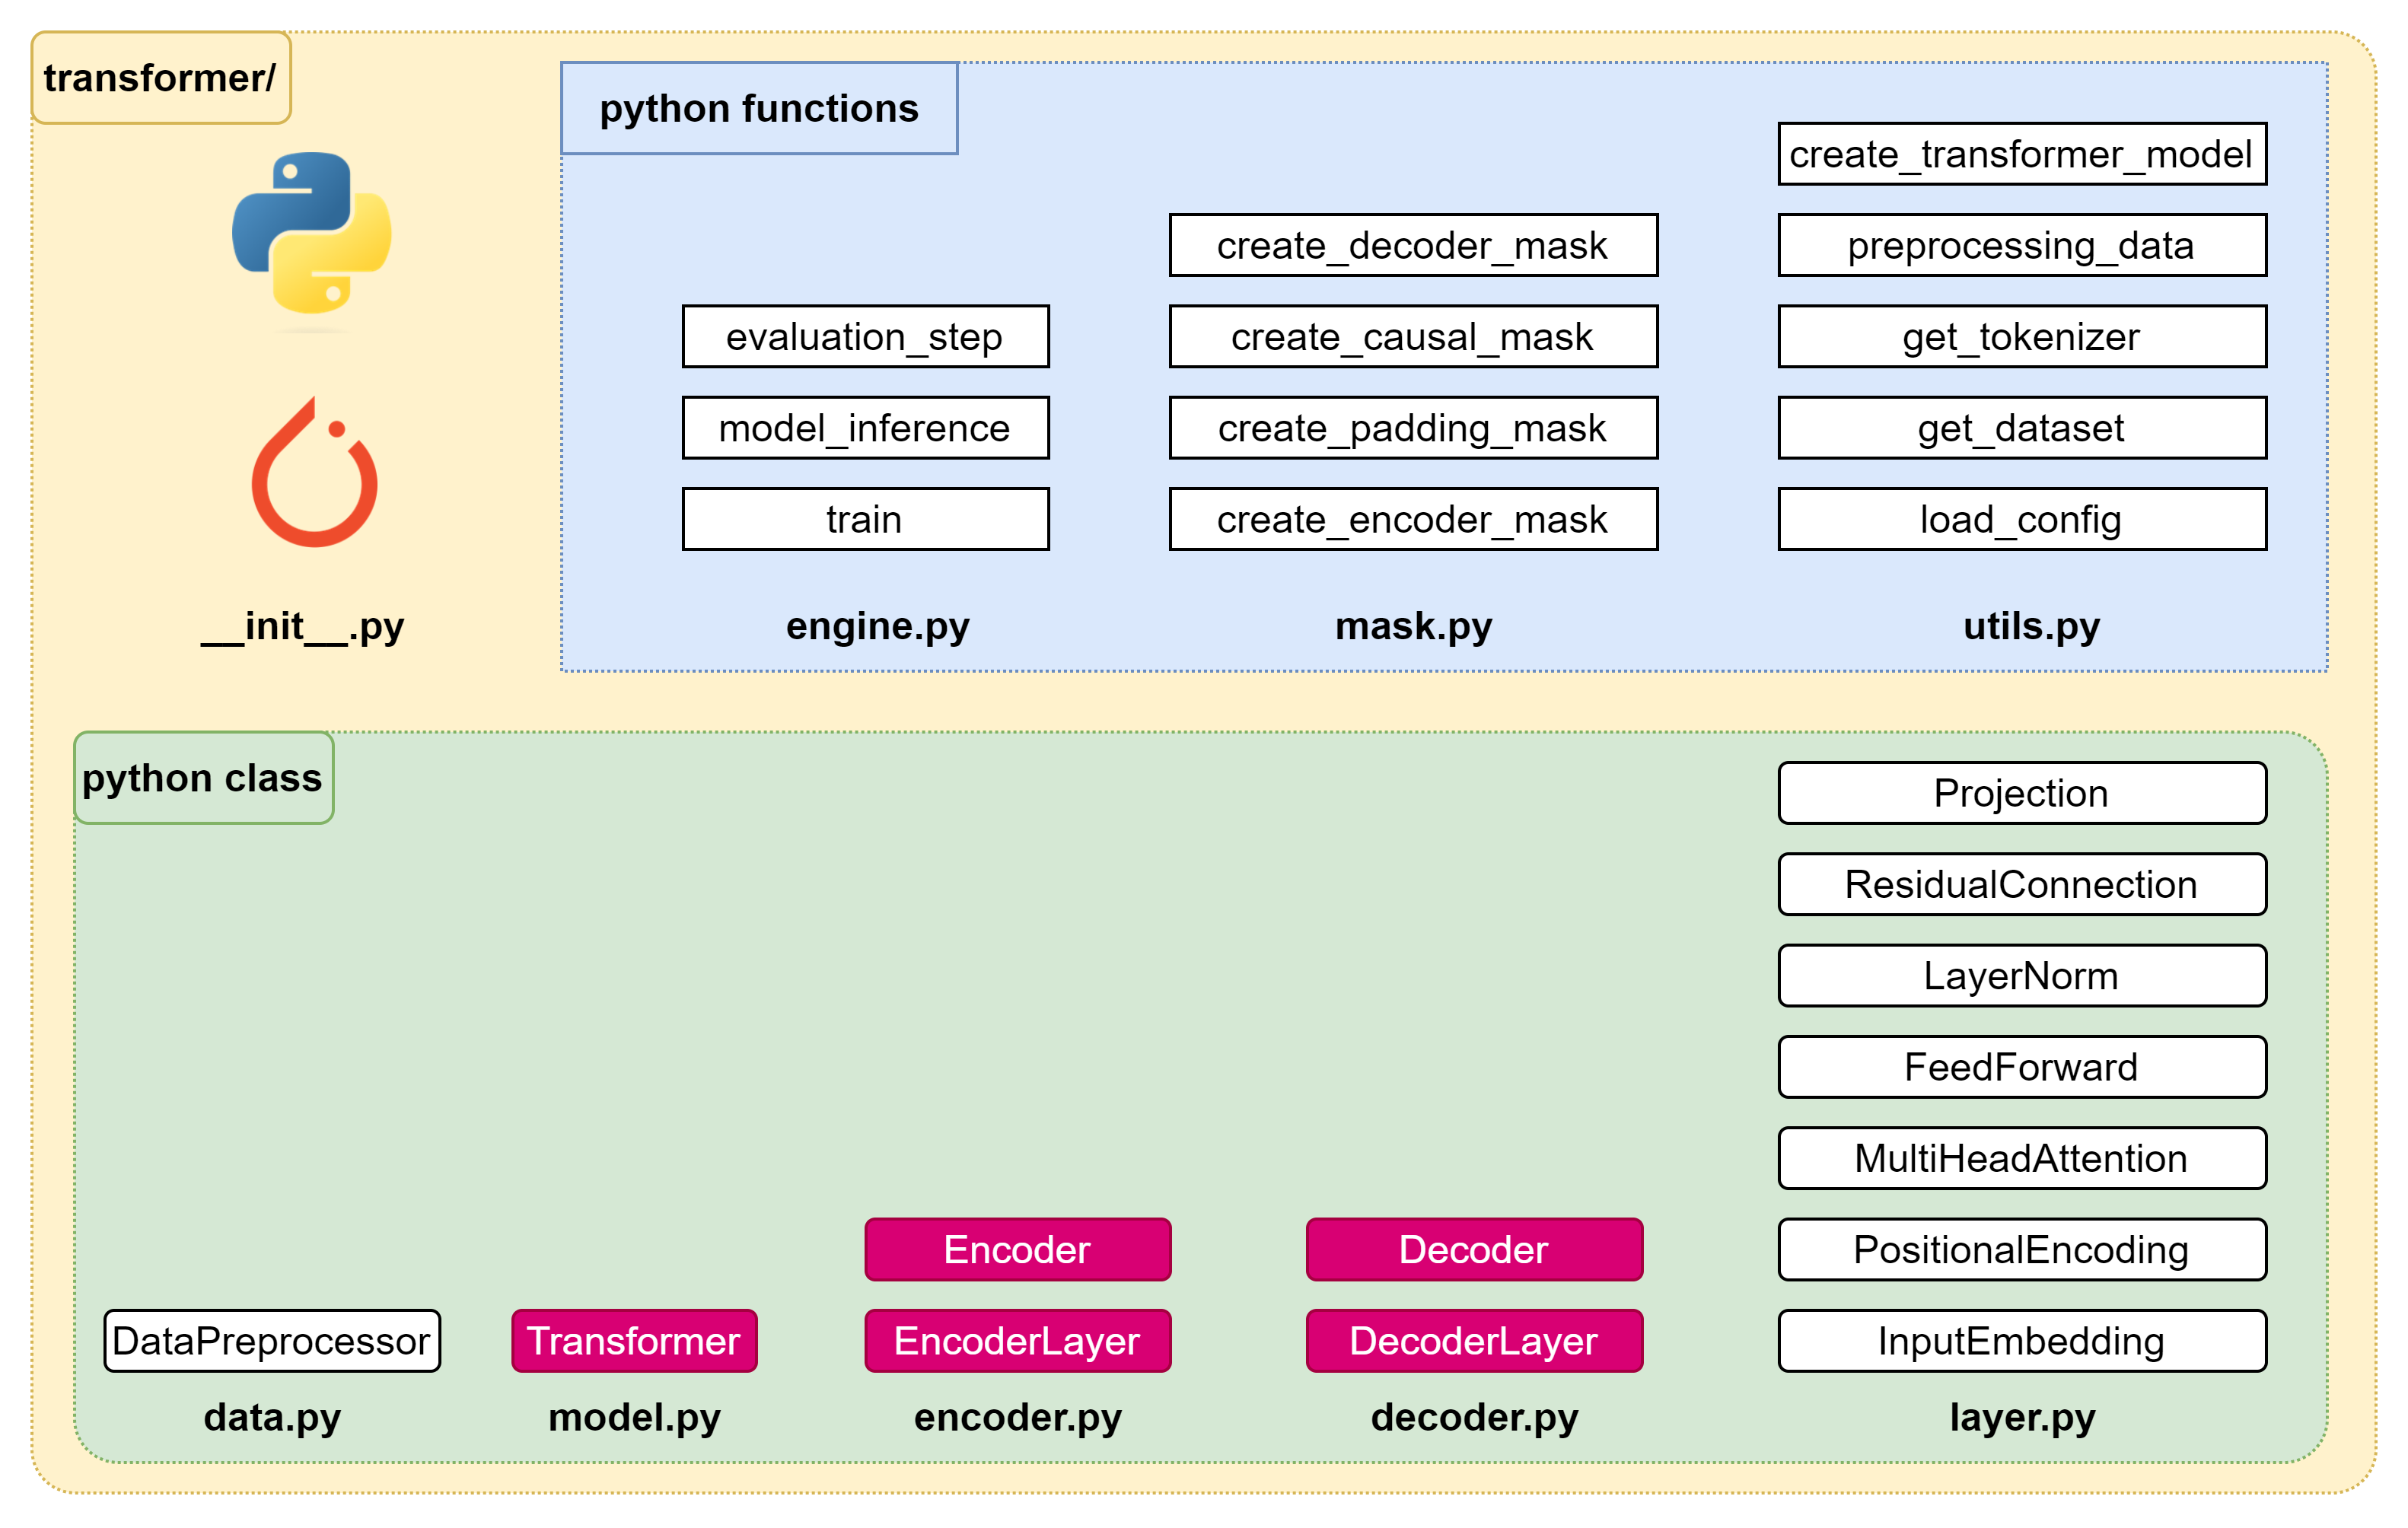 transformer/
python functions
evaluation_step
model_inference
train
engine.py
create_decoder_mask
create_causal_mask
create_padding_mask
create_encoder_mask
mask.py
create_transformer_model
preprocessing_data
get_tokenizer
get_dataset
load_config
utils.py
__init__.py
python class
DataPreprocessor
data.py
Transformer
model.py
Encoder
EncoderLayer
encoder.py
Decoder
DecoderLayer
decoder.py
Projection
ResidualConnection
LayerNorm
FeedForward
MultiHeadAttention
PositionalEncoding
InputEmbedding
layer.py